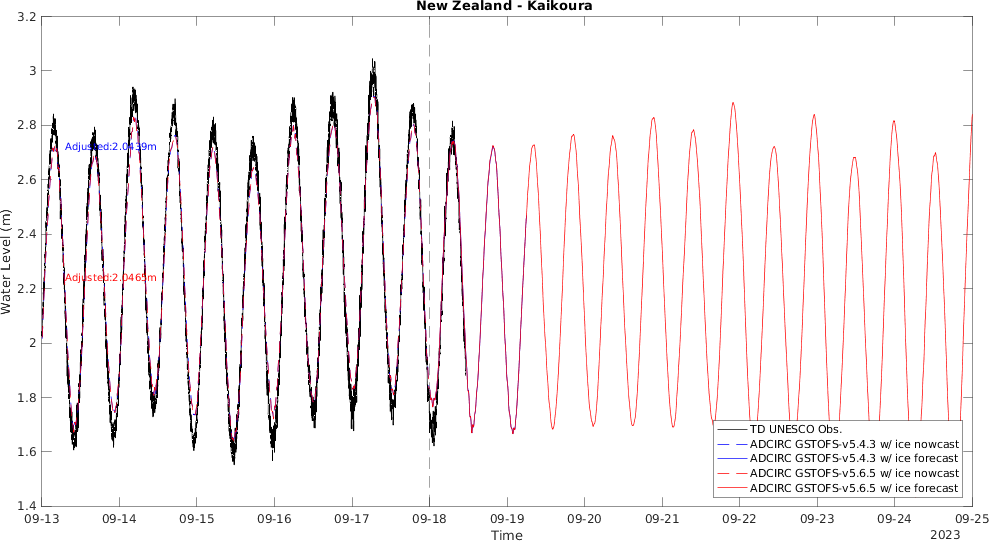 New Zealand - Kaikoura
3.2
3
2.8
2.6
2.4
2.2
2
1.8
1.6
1.4
Water Level (m)
Adjusted:2.0439m
Adjusted:2.0465m
TD UNESCO Obs.
ADCIRC GSTOFS-v5.4.3 w/ ice nowcast
ADCIRC GSTOFS-v5.4.3 w/ ice forecast
ADCIRC GSTOFS-v5.6.5 w/ ice nowcast
ADCIRC GSTOFS-v5.6.5 w/ ice forecast
09-13 09-14 09-15 09-16 09-17 09-18 09-19 09-20 09-21 09-22 09-23 09-24 09-25
Time
2023